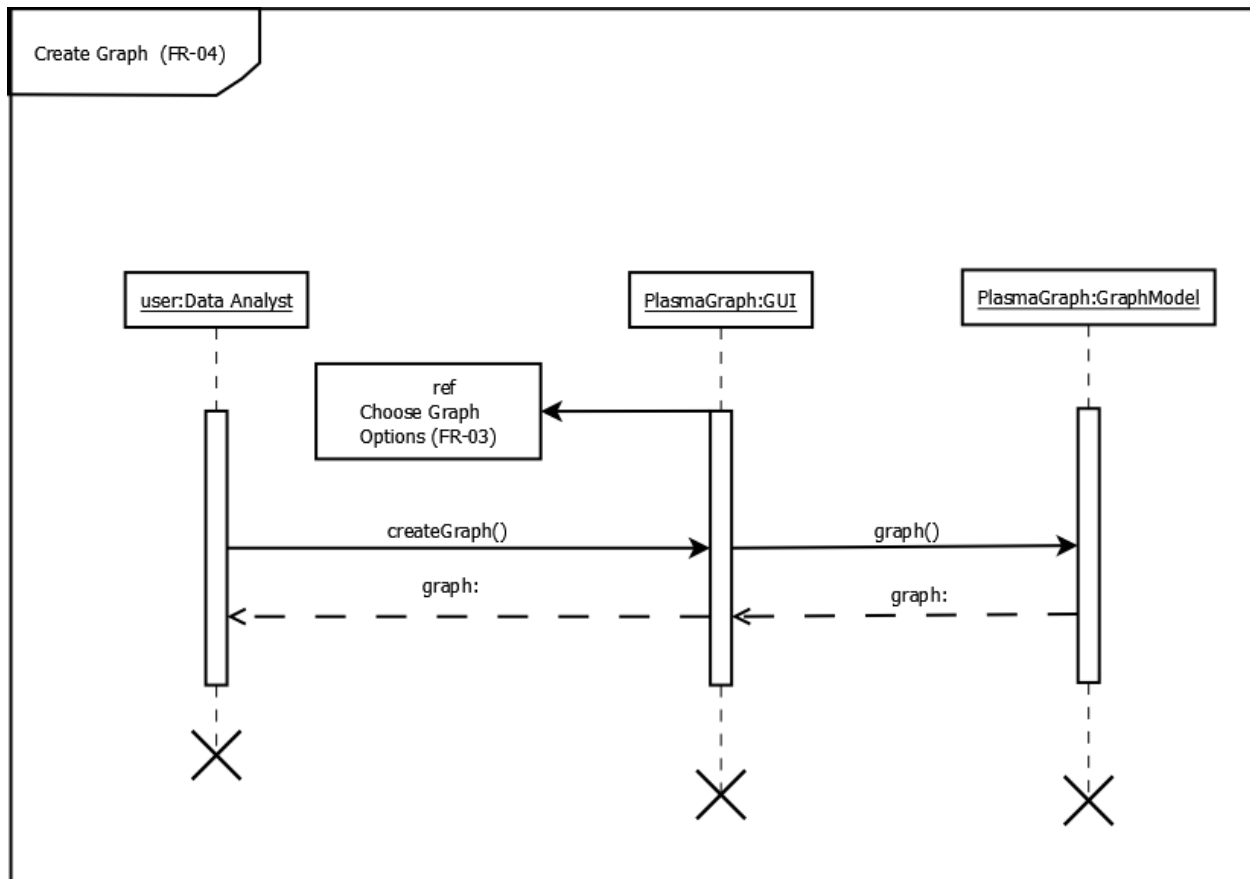 Create Graph (FR-04)
user:Data Analyst
PlasmaGraph:GUI
PlasmaGraph:GraphModel
ref
Choose Graph
Options (FR-03)
createGraph()
graph()
graph:
graph: